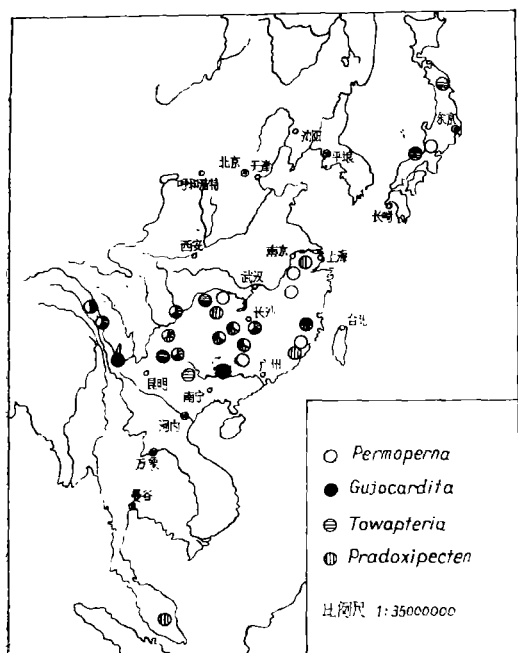 东京
沈阳
平壤
北京
天津
呼和浩特
长崎
西安
南京
上海
武汉
长沙
台北
昆明
广州
南宁
河内
万象
曼谷
Permoperna
Gujocardita
Towapteria
Pradoxipecten
比例尺 1:35000000